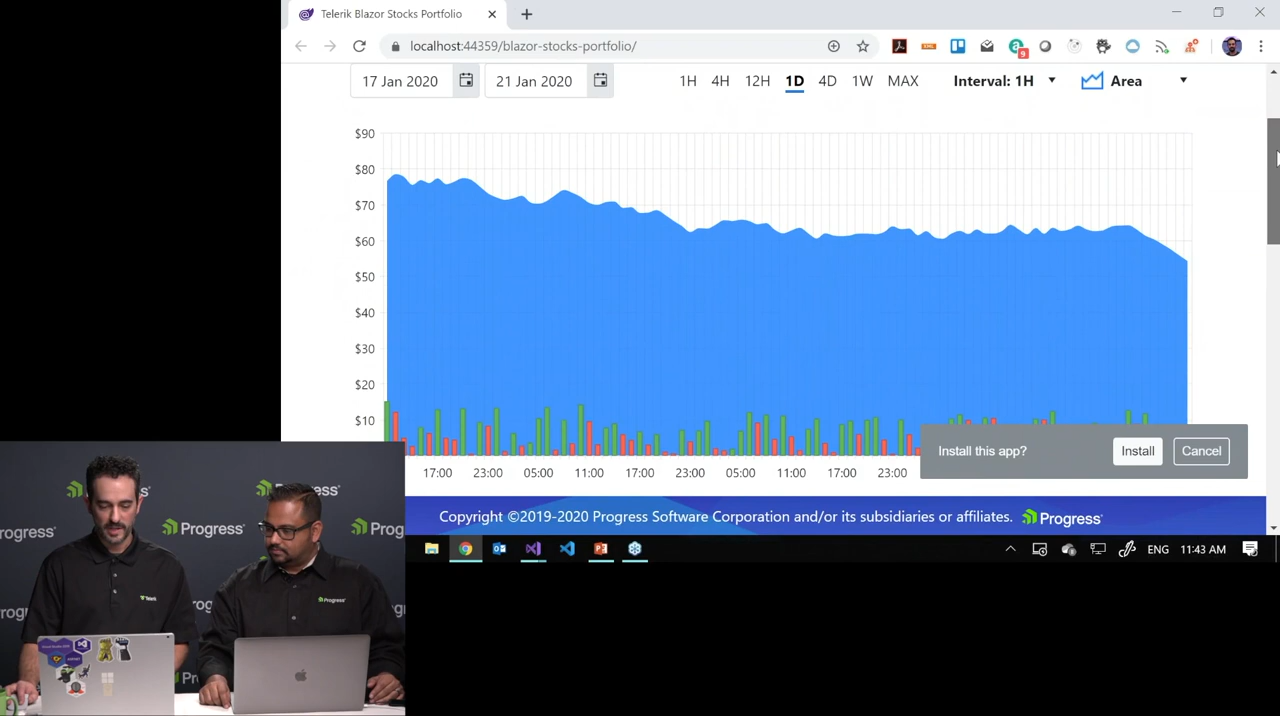 Telerik Blazor Stocks Portfolio
localhost:44359/blazor-stocks-portfolio/
9
17 Jan 2020
21 Jan 2020
1H 4H 12H 1D 4D 1W MAX
Interval: 1H
Area
$90
$80
$70
$60
$50
$40
$30
$20
$10
17:00 23:00 05:00 11:00 17:00 23:00 05:00 11:00 17:00 23:00
Install this app?
Install
Cancel
Copyright ©2019-2020 Progress Software Corporation and/or its subsidiaries or affiliates.
Progress
ENG
11:43 AM
Progress
Telerik
Progress